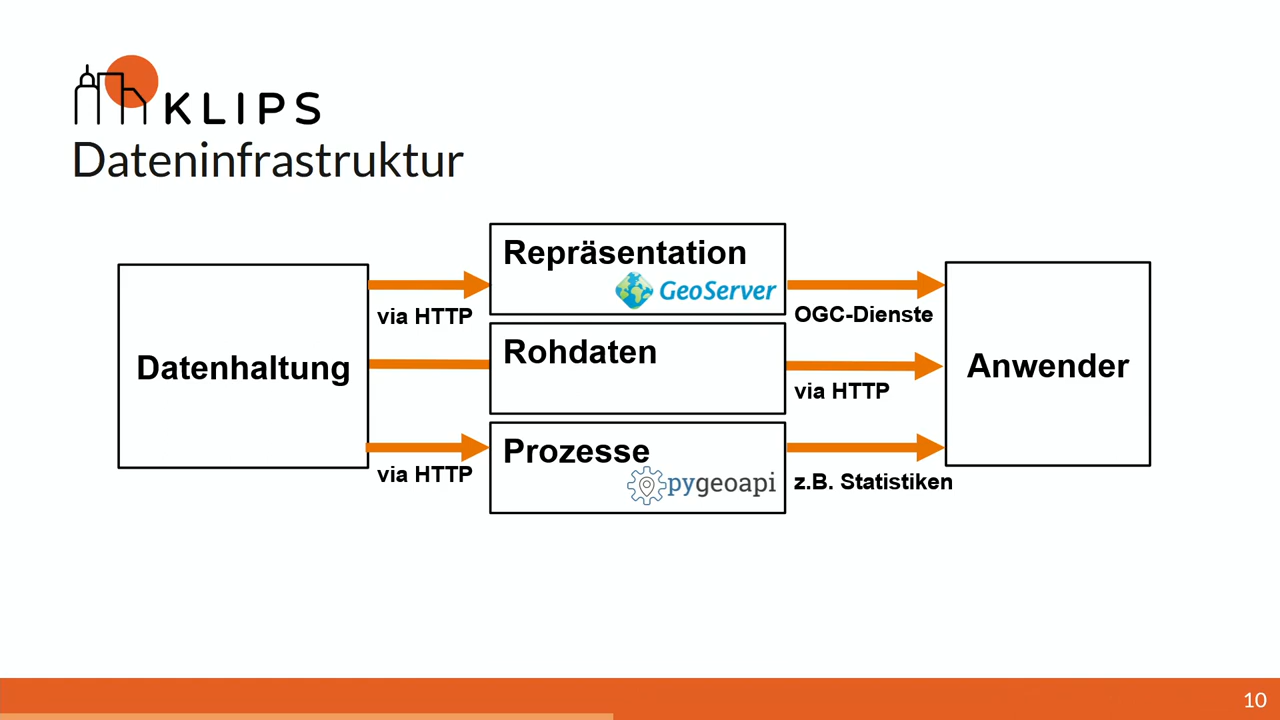 KLIPS
Dateninfrastruktur
Datenhaltung
via HTTP
via HTTP
Repräsentation
GeoServer
Rohdaten
Prozesse
pygeoapi
OGC-Dienste
via HTTP
z.B. Statistiken
Anwender
10